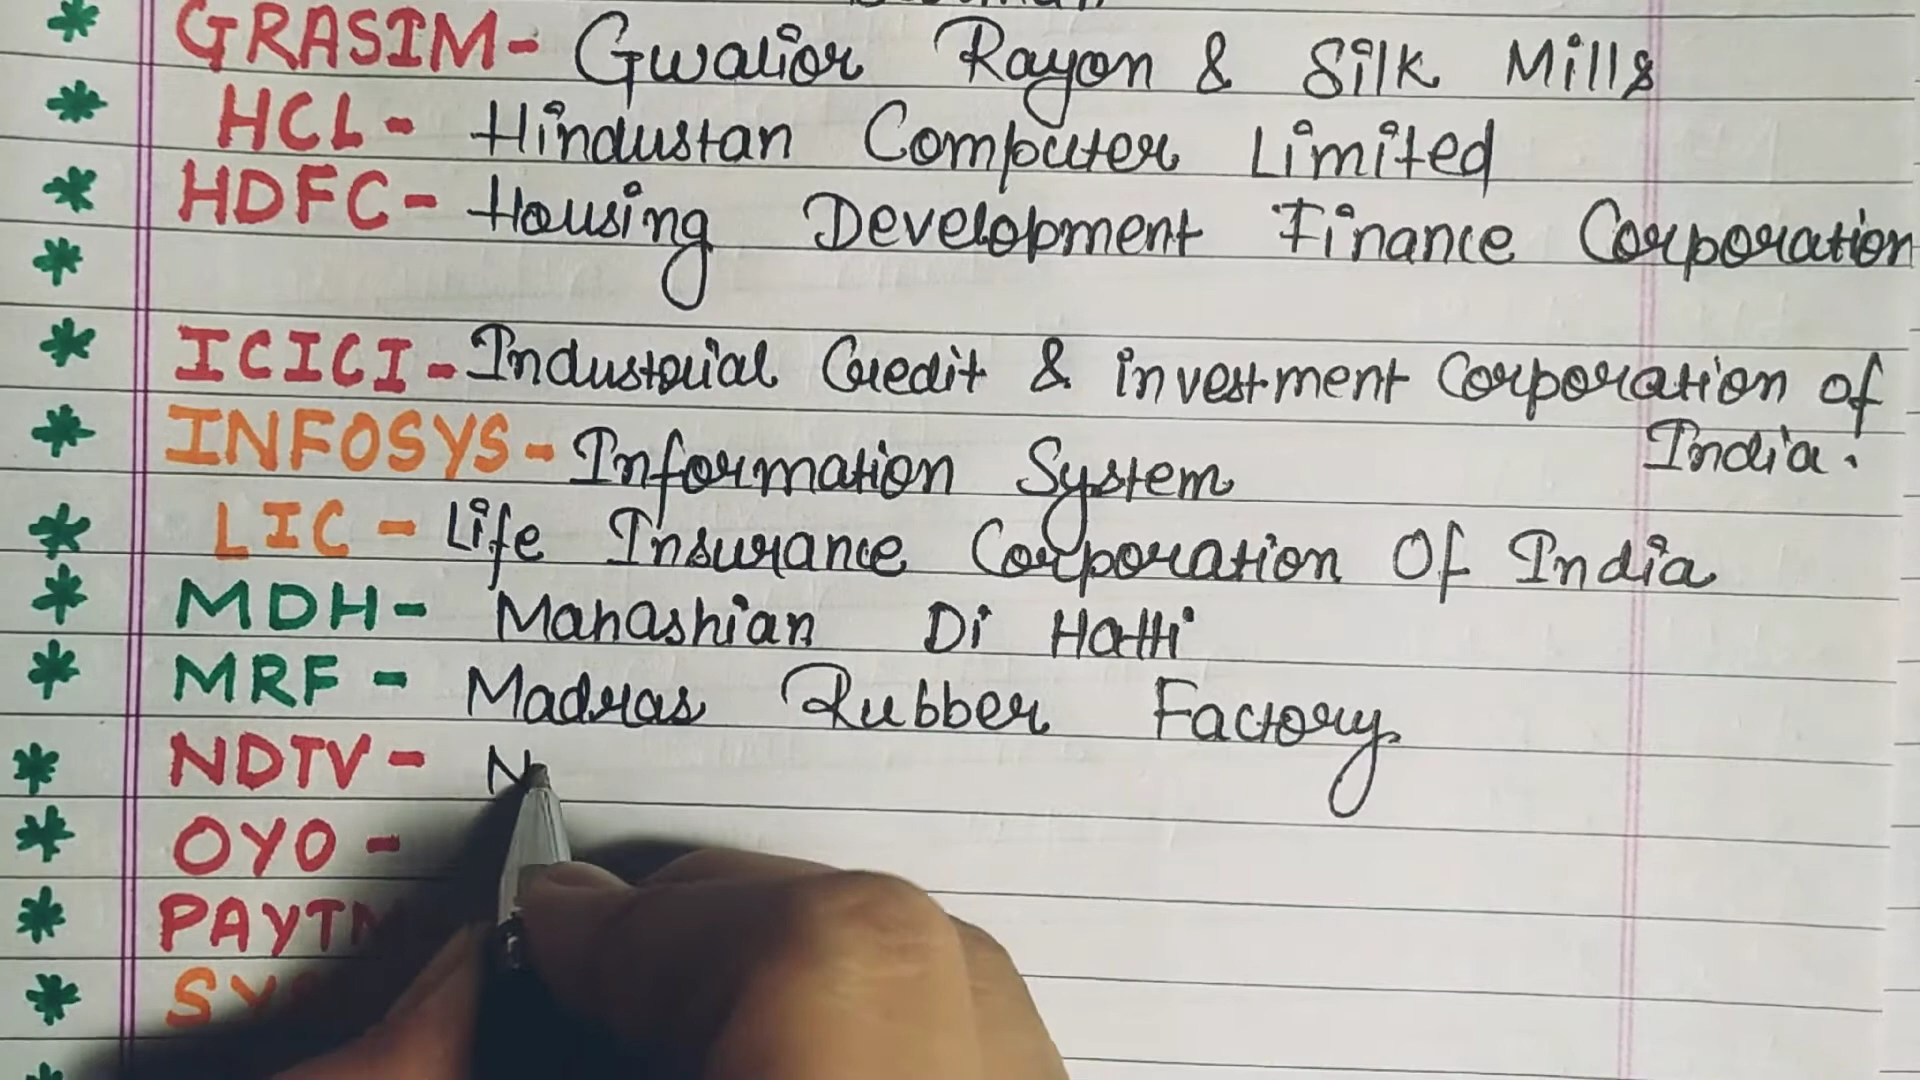 GRASIM- Gwalior Rayon & Silk Mills
HCL- Hindustan Computer Limited
HDFC- Housing Development Finance Corporation
ICICI- Industrial Credit & investment Corporation of
India.
INFOSYS- Information System
LIC - Life Insurance Corporation Of India
MDH- Mahashian Di Hatti
MRF - Madras Rubber Factory
NDTV- N
OYO -
PAYT
SY